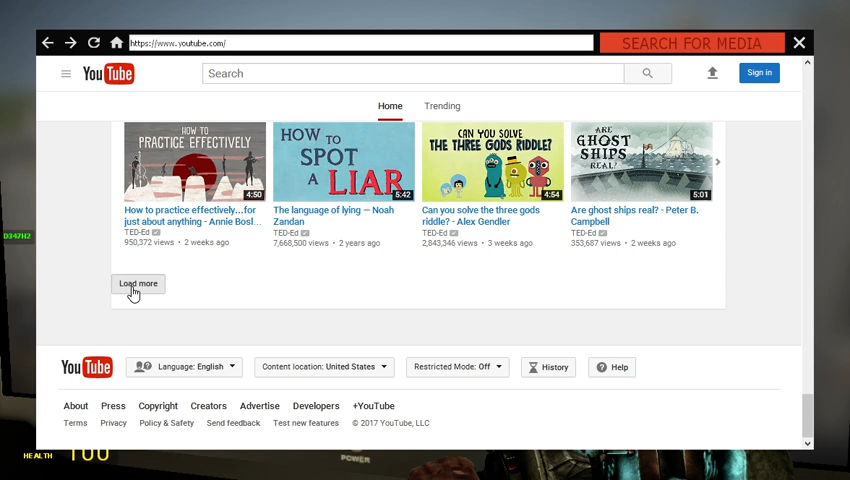 https://www.youtube.com/
SEARCH FOR MEDIA
YouTube
Search
Sign in
Home
Trending
HOW TO
PRACTICE EFFECTIVELY
4:50
HOW TO
SPOT
A LIAR
5:42
CAN YOU SOLVE
THE THREE GODS RIDDLE?
4:54
ARE
GHOST
SHIPS
REAL?
5:01
How to practice effectively...for
just about anything - Annie Bosl...
TED-Ed
950,372 views • 2 weeks ago
The language of lying — Noah
Zandan
TED-Ed
7,668,500 views • 2 years ago
Can you solve the three gods
riddle? - Alex Gendler
TED-Ed
2,843,346 views • 3 weeks ago
Are ghost ships real? - Peter B.
Campbell
TED-Ed
353,687 views • 2 weeks ago
D347H2
Load more
YouTube
Language: English
Content location: United States
Restricted Mode: Off
History
Help
About
Press
Copyright
Creators
Advertise
Developers
+YouTube
Terms
Privacy
Policy & Safety
Send feedback
Test new features
© 2017 YouTube, LLC
HEALTH
100
POWER